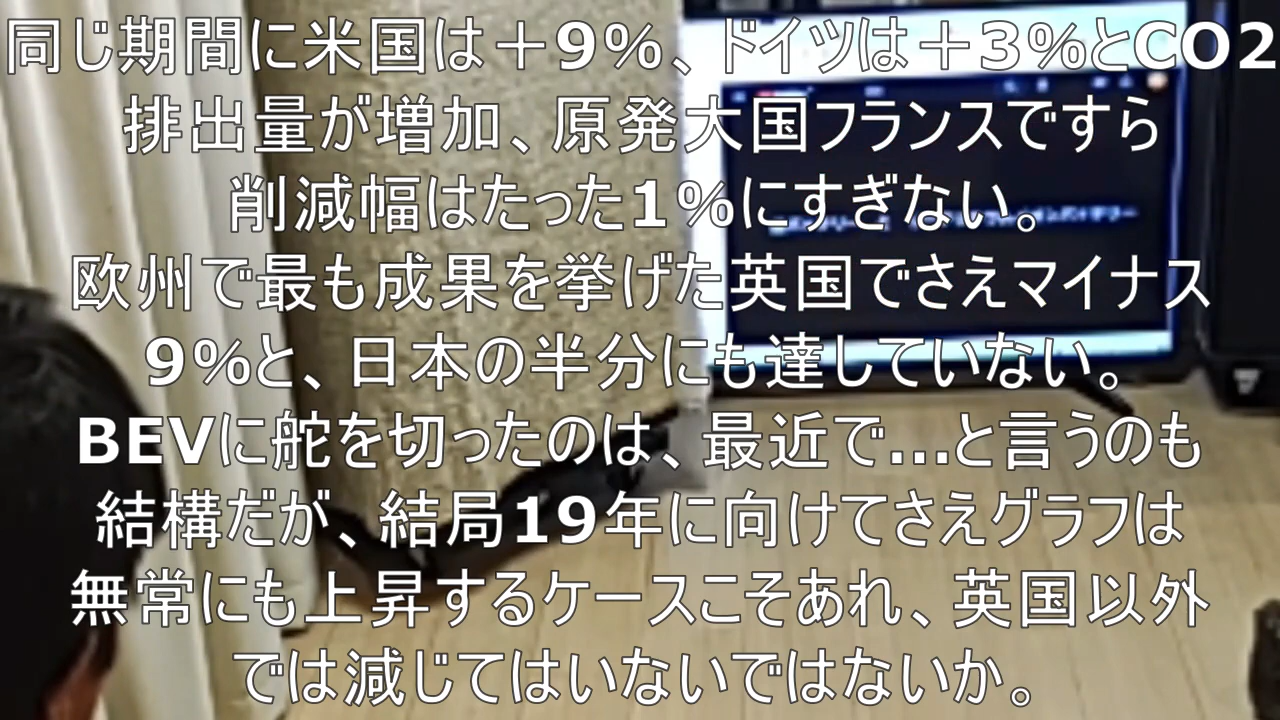 同じ期間に米国は＋9％、ドイツは＋3％とCO2
排出量が増加、原発大国フランスですら
削減幅はたった1％にすぎない。
欧州で最も成果を挙げた英国でさえマイナス
9％と、日本の半分にも達していない。
BEVに舵を切ったのは、最近で…と言うのも
結構だが、結局19年に向けてさえグラフは
無常にも上昇するケースこそあれ、英国以外
では減じてはいないではないか。